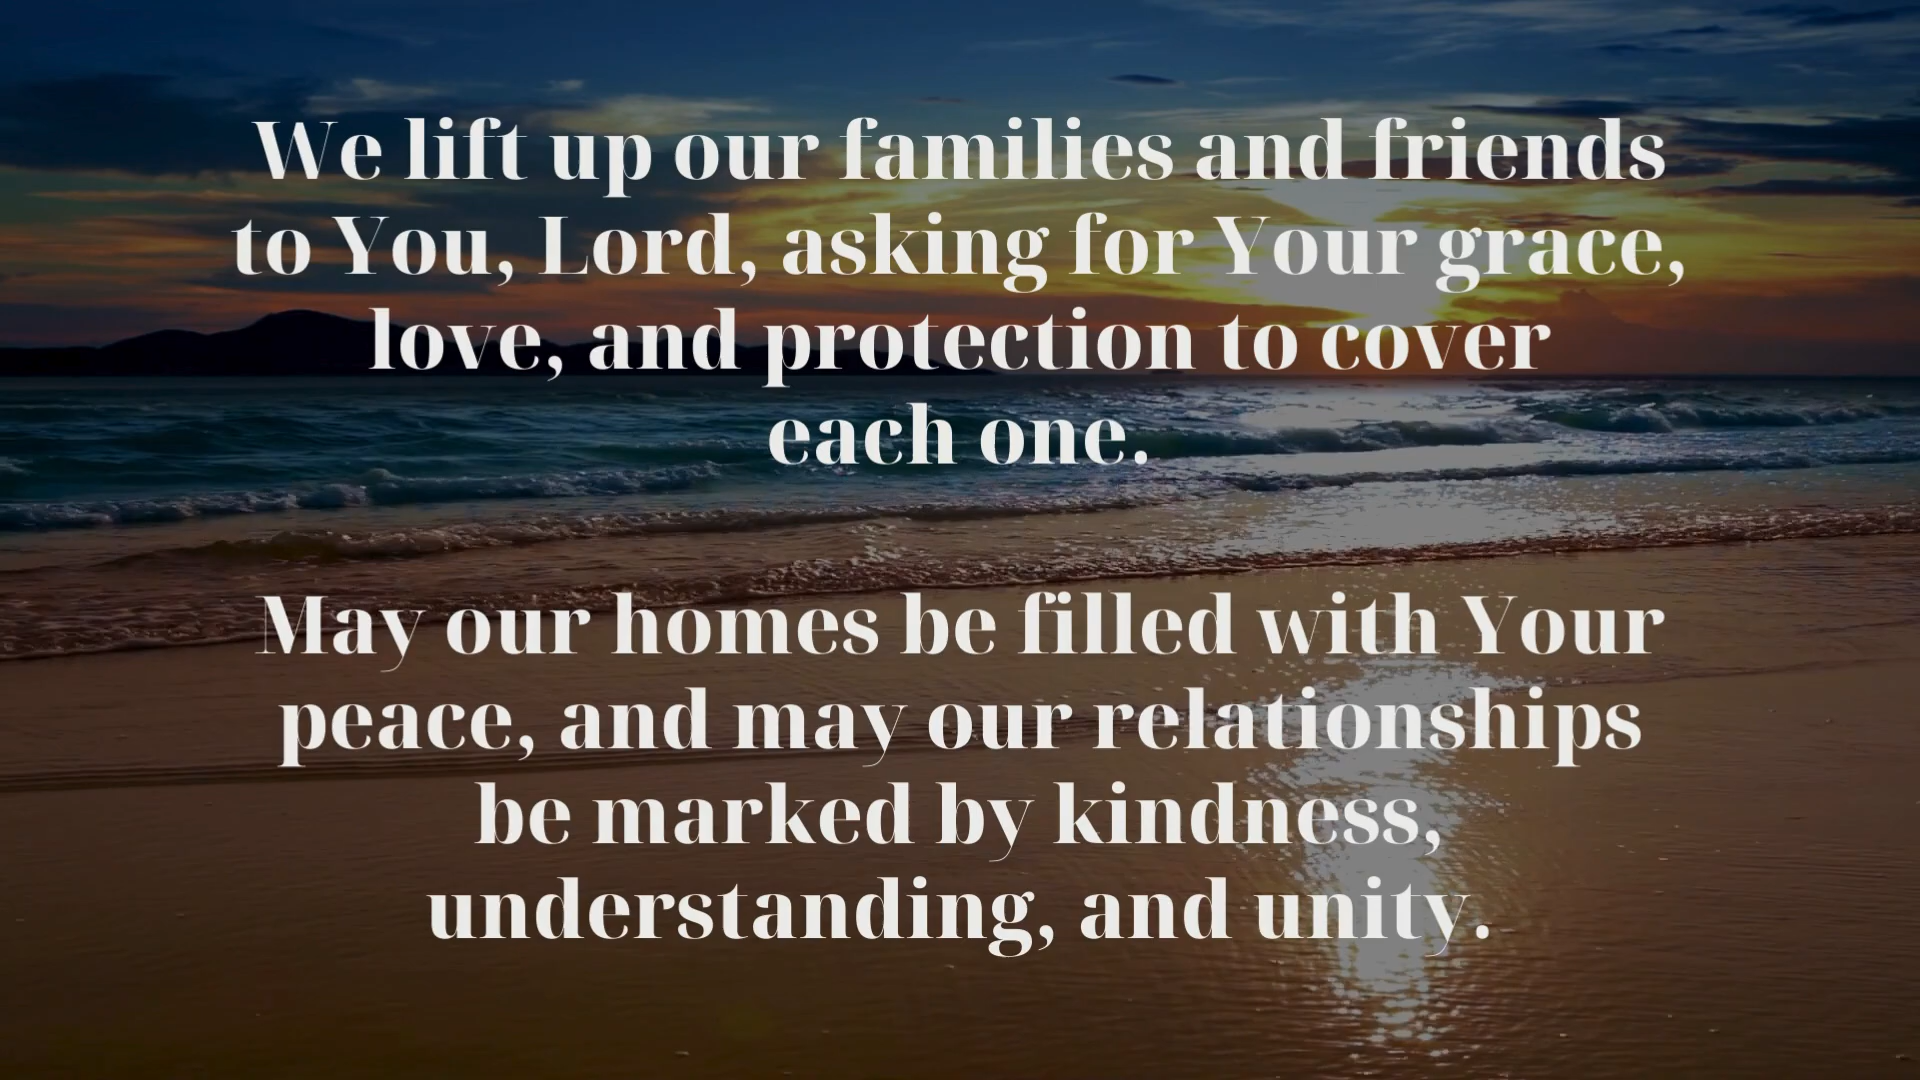 We lift up our families and friends
to You, Lord, asking for Your grace,
love, and protection to cover
each one.
May our homes be filled with Your
peace, and may our relationships
be marked by kindness,
understanding, and unity.